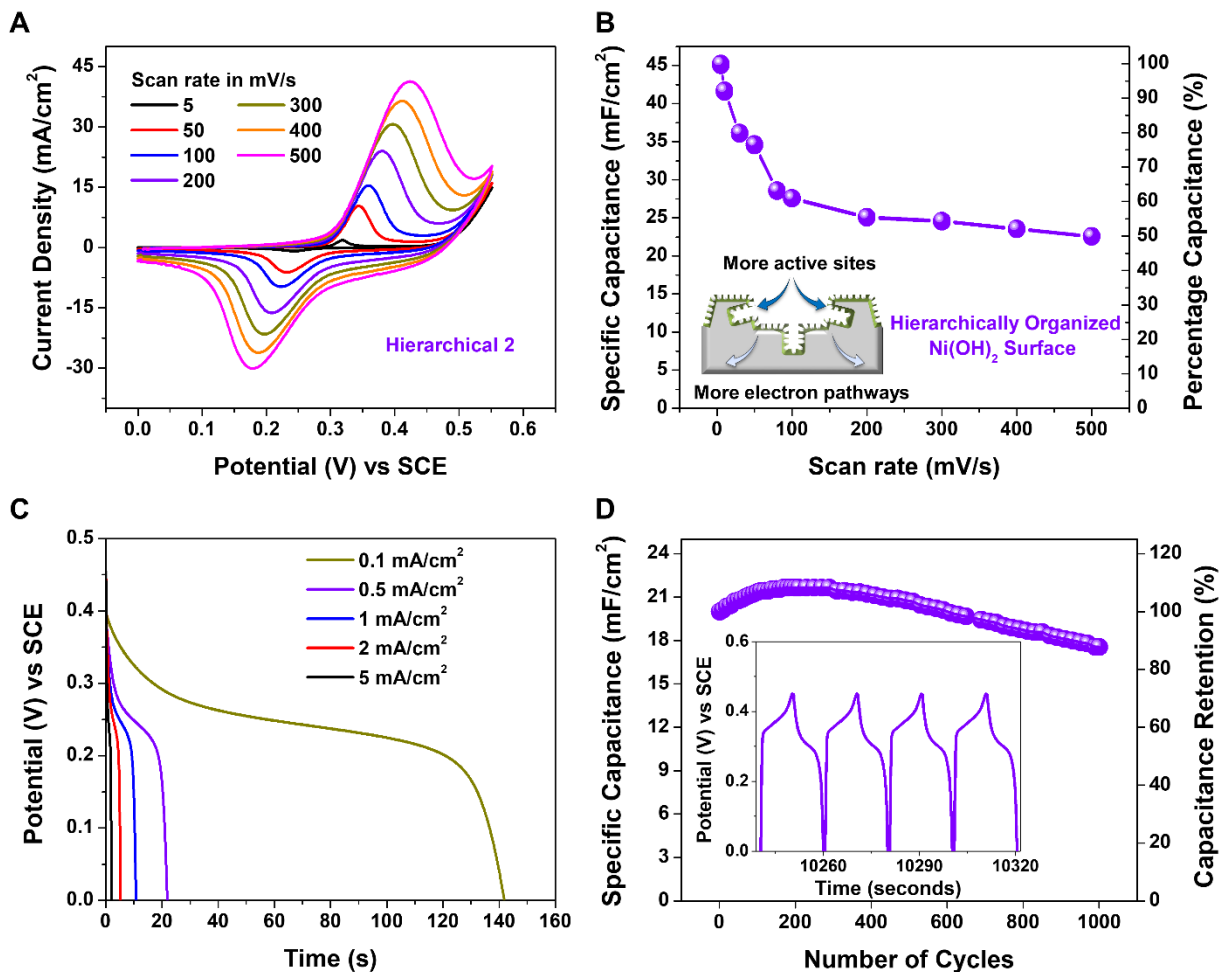 A
Current Density (mA/cm²)
45
30
15
0
-15
-30
Scan rate in mV/s
5
50
100
200
300
400
500
Hierarchical 2
0.0 0.1 0.2 0.3 0.4 0.5 0.6
Potential (V) vs SCE
B
Specific Capacitance (mF/cm²)
45
40
35
30
25
20
15
10
5
0
More active sites
More electron pathways
Hierarchically Organized
Ni(OH)₂ Surface
100
90
80
70
60
50
40
30
20
10
0
Percentage Capacitance (%)
0 100 200 300 400 500
Scan rate (mV/s)
C
Potential (V) vs SCE
0.5
0.4
0.3
0.2
0.1
0.0
0.1 mA/cm²
0.5 mA/cm²
1 mA/cm²
2 mA/cm²
5 mA/cm²
0 20 40 60 80 100 120 140 160
Time (s)
D
Specific Capacitance (mF/cm²)
24
21
18
15
12
9
6
3
0
Potential (V) vs SCE
0.6
0.4
0.2
0.0
10260 10290 10320
Time (seconds)
120
100
80
60
40
20
0
Capacitance Retention (%)
0 200 400 600 800 1000
Number of Cycles